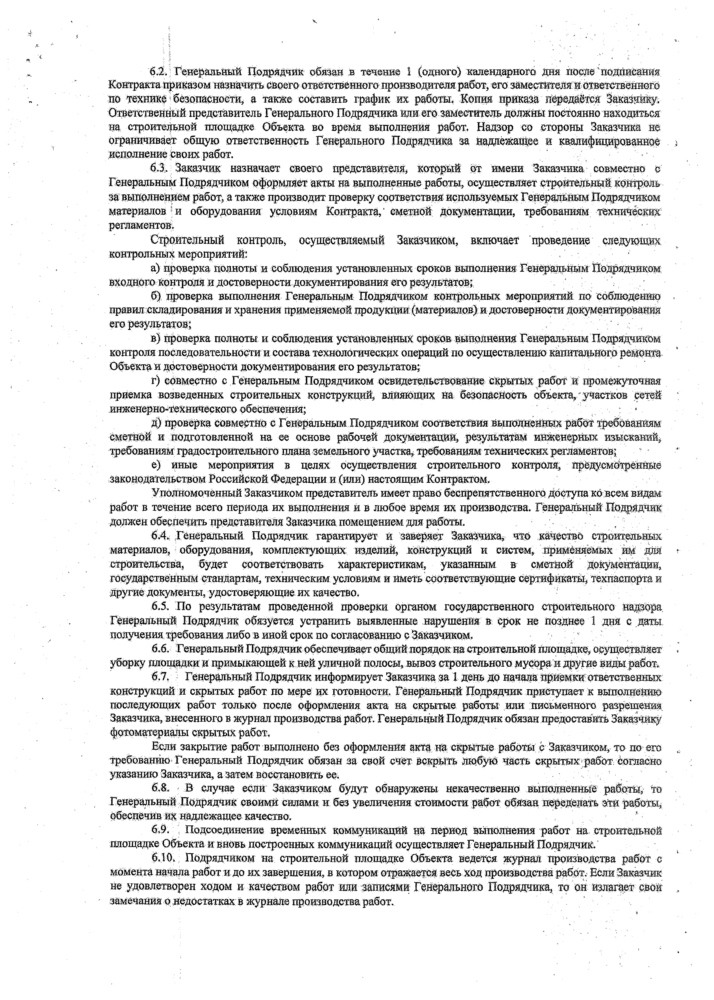 6.2. Генеральный Подрядчик обязан в течение 1 (одного) календарного дня после подписания
Контракта приказом назначить своего ответственного производителя работ, его заместителя и ответственного
по технике безопасности, а также составить график их работы. Копия приказа передаётся Заказчику.
Ответственный представитель Генерального Подрядчика или его заместитель должны постоянно находиться
на строительной площадке Объекта во время выполнения работ. Надзор со стороны Заказчика не
ограничивает общую ответственность Генерального Подрядчика за надлежащее и квалифицированное
исполнение своих работ.
6.3. Заказчик назначает своего представителя, который от имени Заказчика совместно с
Генеральным Подрядчиком оформляет акты на выполненные работы, осуществляет строительный контроль
за выполнением работ, а также производит проверку соответствия используемых Генеральным Подрядчиком
материалов и оборудования условиям Контракта, сметной документации, требованиям технических
регламентов.
Строительный контроль, осуществляемый Заказчиком, включает проведение следующих
контрольных мероприятий:
а) проверка полноты и соблюдения установленных сроков выполнения Генеральным Подрядчиком
входного контроля и достоверности документирования его результатов;
б) проверка выполнения Генеральным Подрядчиком контрольных мероприятий по соблюдению
правил складирования и хранения применяемой продукции (материалов) и достоверности документирования
его результатов;
в) проверка полноты и соблюдения установленных сроков выполнения Генеральным Подрядчиком
контроля последовательности и состава технологических операций по осуществлению капитального ремонта
Объекта и достоверности документирования его результатов;
г) совместно с Генеральным Подрядчиком освидетельствование скрытых работ и промежуточная
приемка возведенных строительных конструкций, влияющих на безопасность объекта, участков сетей
инженерно-технического обеспечения;
д) проверка совместно с Генеральным Подрядчиком соответствия выполненных работ требованиям
сметной и подготовленной на ее основе рабочей документации, результатам инженерных изысканий,
требованиям градостроительного плана земельного участка, требованиям технических регламентов;
е) иные мероприятия в целях осуществления строительного контроля, предусмотренные
законодательством Российской Федерации и (или) настоящим Контрактом.
Уполномоченный Заказчиком представитель имеет право беспрепятственного доступа ко всем видам
работ в течение всего периода их выполнения и в любое время их производства. Генеральный Подрядчик
должен обеспечить представителя Заказчика помещением для работы.
6.4. Генеральный Подрядчик гарантирует и заверяет Заказчика, что качество строительных
материалов, оборудования, комплектующих изделий, конструкций и систем, применяемых им для
строительства, будет соответствовать характеристикам, указанным в сметной документации,
государственным стандартам, техническим условиям и иметь соответствующие сертификаты, техпаспорта и
другие документы, удостоверяющие их качество.
6.5. По результатам проведенной проверки органом государственного строительного надзора
Генеральный Подрядчик обязуется устранить выявленные нарушения в срок не позднее 1 дня с даты
получения требования либо в иной срок по согласованию с Заказчиком.
6.6. Генеральный Подрядчик обеспечивает общий порядок на строительной площадке, осуществляет
уборку площадки и примыкающей к ней уличной полосы, вывоз строительного мусора и другие виды работ.
6.7. Генеральный Подрядчик информирует Заказчика за 1 день до начала приемки ответственных
конструкций и скрытых работ по мере их готовности. Генеральный Подрядчик приступает к выполнению
последующих работ только после оформления акта на скрытые работы или письменного разрешения
Заказчика, внесенного в журнал производства работ. Генеральный Подрядчик обязан предоставить Заказчику
фотоматериалы скрытых работ.
Если закрытие работ выполнено без оформления акта на скрытые работы с Заказчиком, то по его
требованию Генеральный Подрядчик обязан за свой счет вскрыть любую часть скрытых работ согласно
указанию Заказчика, а затем восстановить ее.
6.8. В случае если Заказчиком будут обнаружены некачественно выполненные работы, то
Генеральный Подрядчик своими силами и без увеличения стоимости работ обязан переделать эти работы,
обеспечив их надлежащее качество.
6.9. Подсоединение временных коммуникаций на период выполнения работ на строительной
площадке Объекта и вновь построенных коммуникаций осуществляет Генеральный Подрядчик.
6.10. Подрядчиком на строительной площадке Объекта ведется журнал производства работ с
момента начала работ и до их завершения, в котором отражается весь ход производства работ. Если Заказчик
не удовлетворен ходом и качеством работ или записями Генерального Подрядчика, то он излагает свои
замечания о недостатках в журнале производства работ.